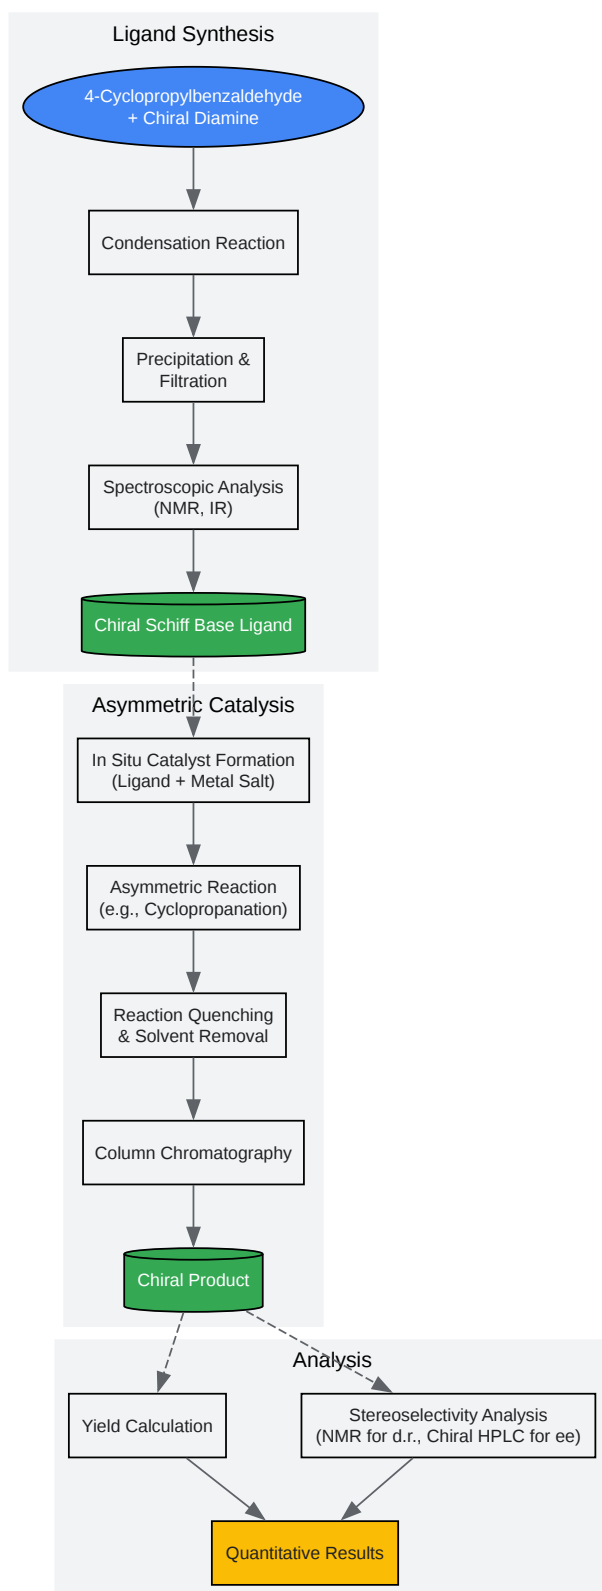 Ligand Synthesis
4-Cyclopropylbenzaldehyde
+ Chiral Diamine
Condensation Reaction
Precipitation &
Filtration
Spectroscopic Analysis
(NMR, IR)
Chiral Schiff Base Ligand
Asymmetric Catalysis
In Situ Catalyst Formation
(Ligand + Metal Salt)
Asymmetric Reaction
(e.g., Cyclopropanation)
Reaction Quenching
& Solvent Removal
Column Chromatography
Chiral Product
Analysis
Yield Calculation
Stereoselectivity Analysis
(NMR for d.r., Chiral HPLC for ee)
Quantitative Results